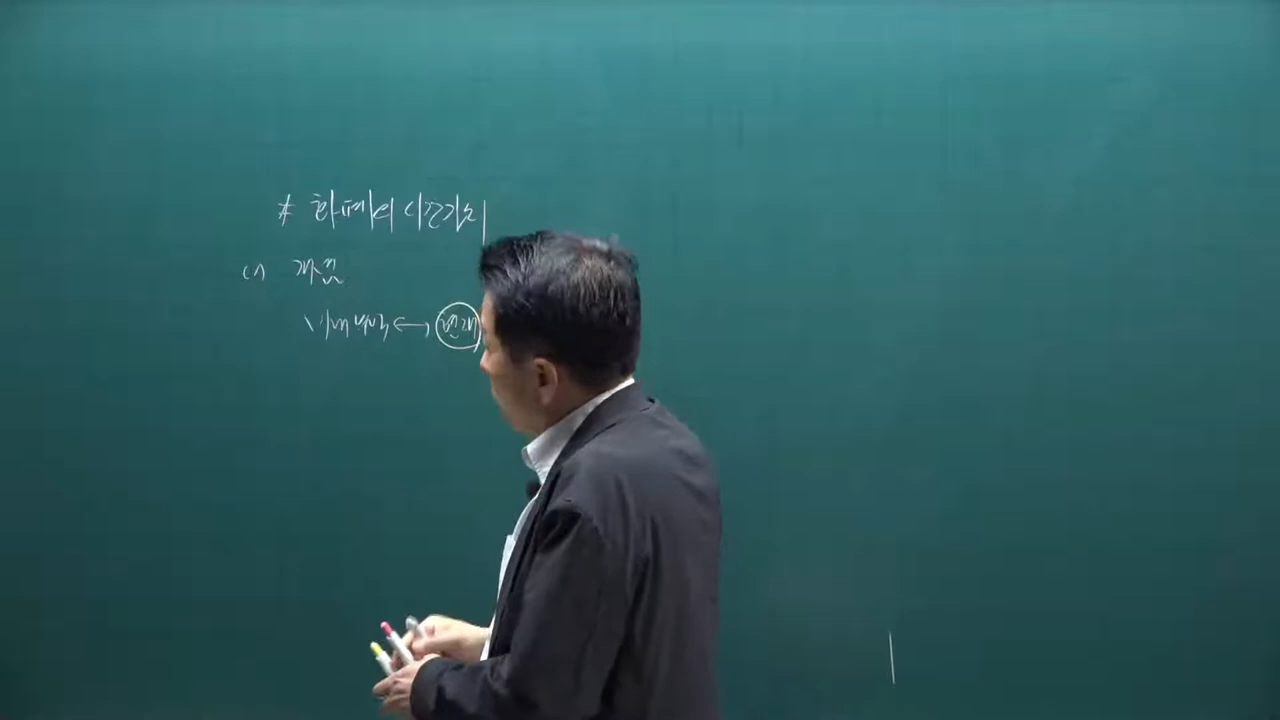 * 화폐의 시간가치
(1) 개념
↔ 현재